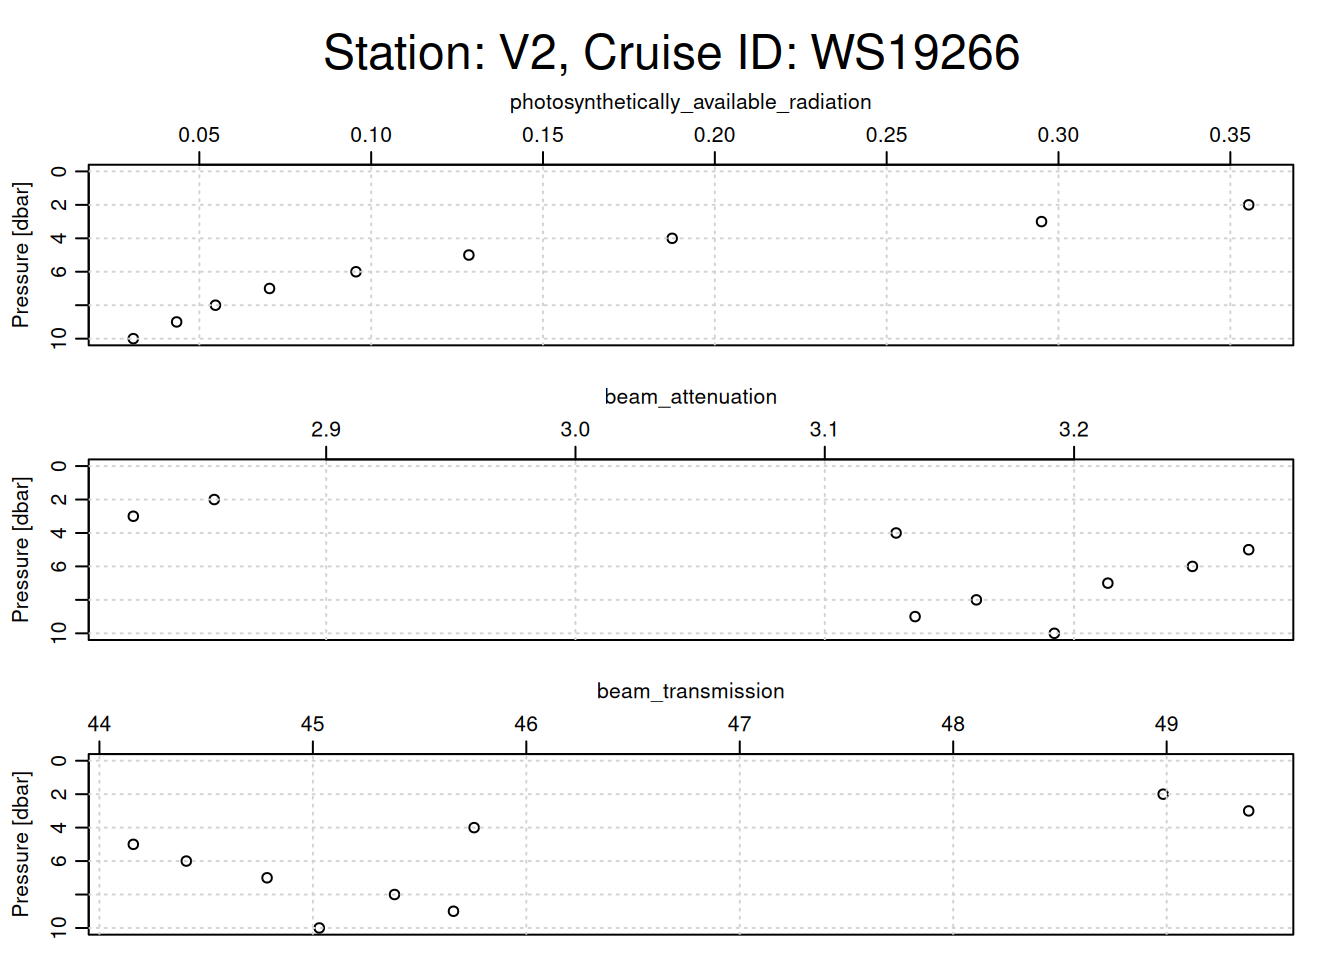 Station: V2, Cruise ID: WS19266
photosynthetically_available_radiation
0.05 0.10 0.15 0.20 0.25 0.30 0.35
Pressure [dbar]
0
2
4
6
10
beam_attenuation
2.9 3.0 3.1 3.2
Pressure [dbar]
0
2
4
6
10
beam_transmission
44 45 46 47 48 49
Pressure [dbar]
0
2
4
6
10